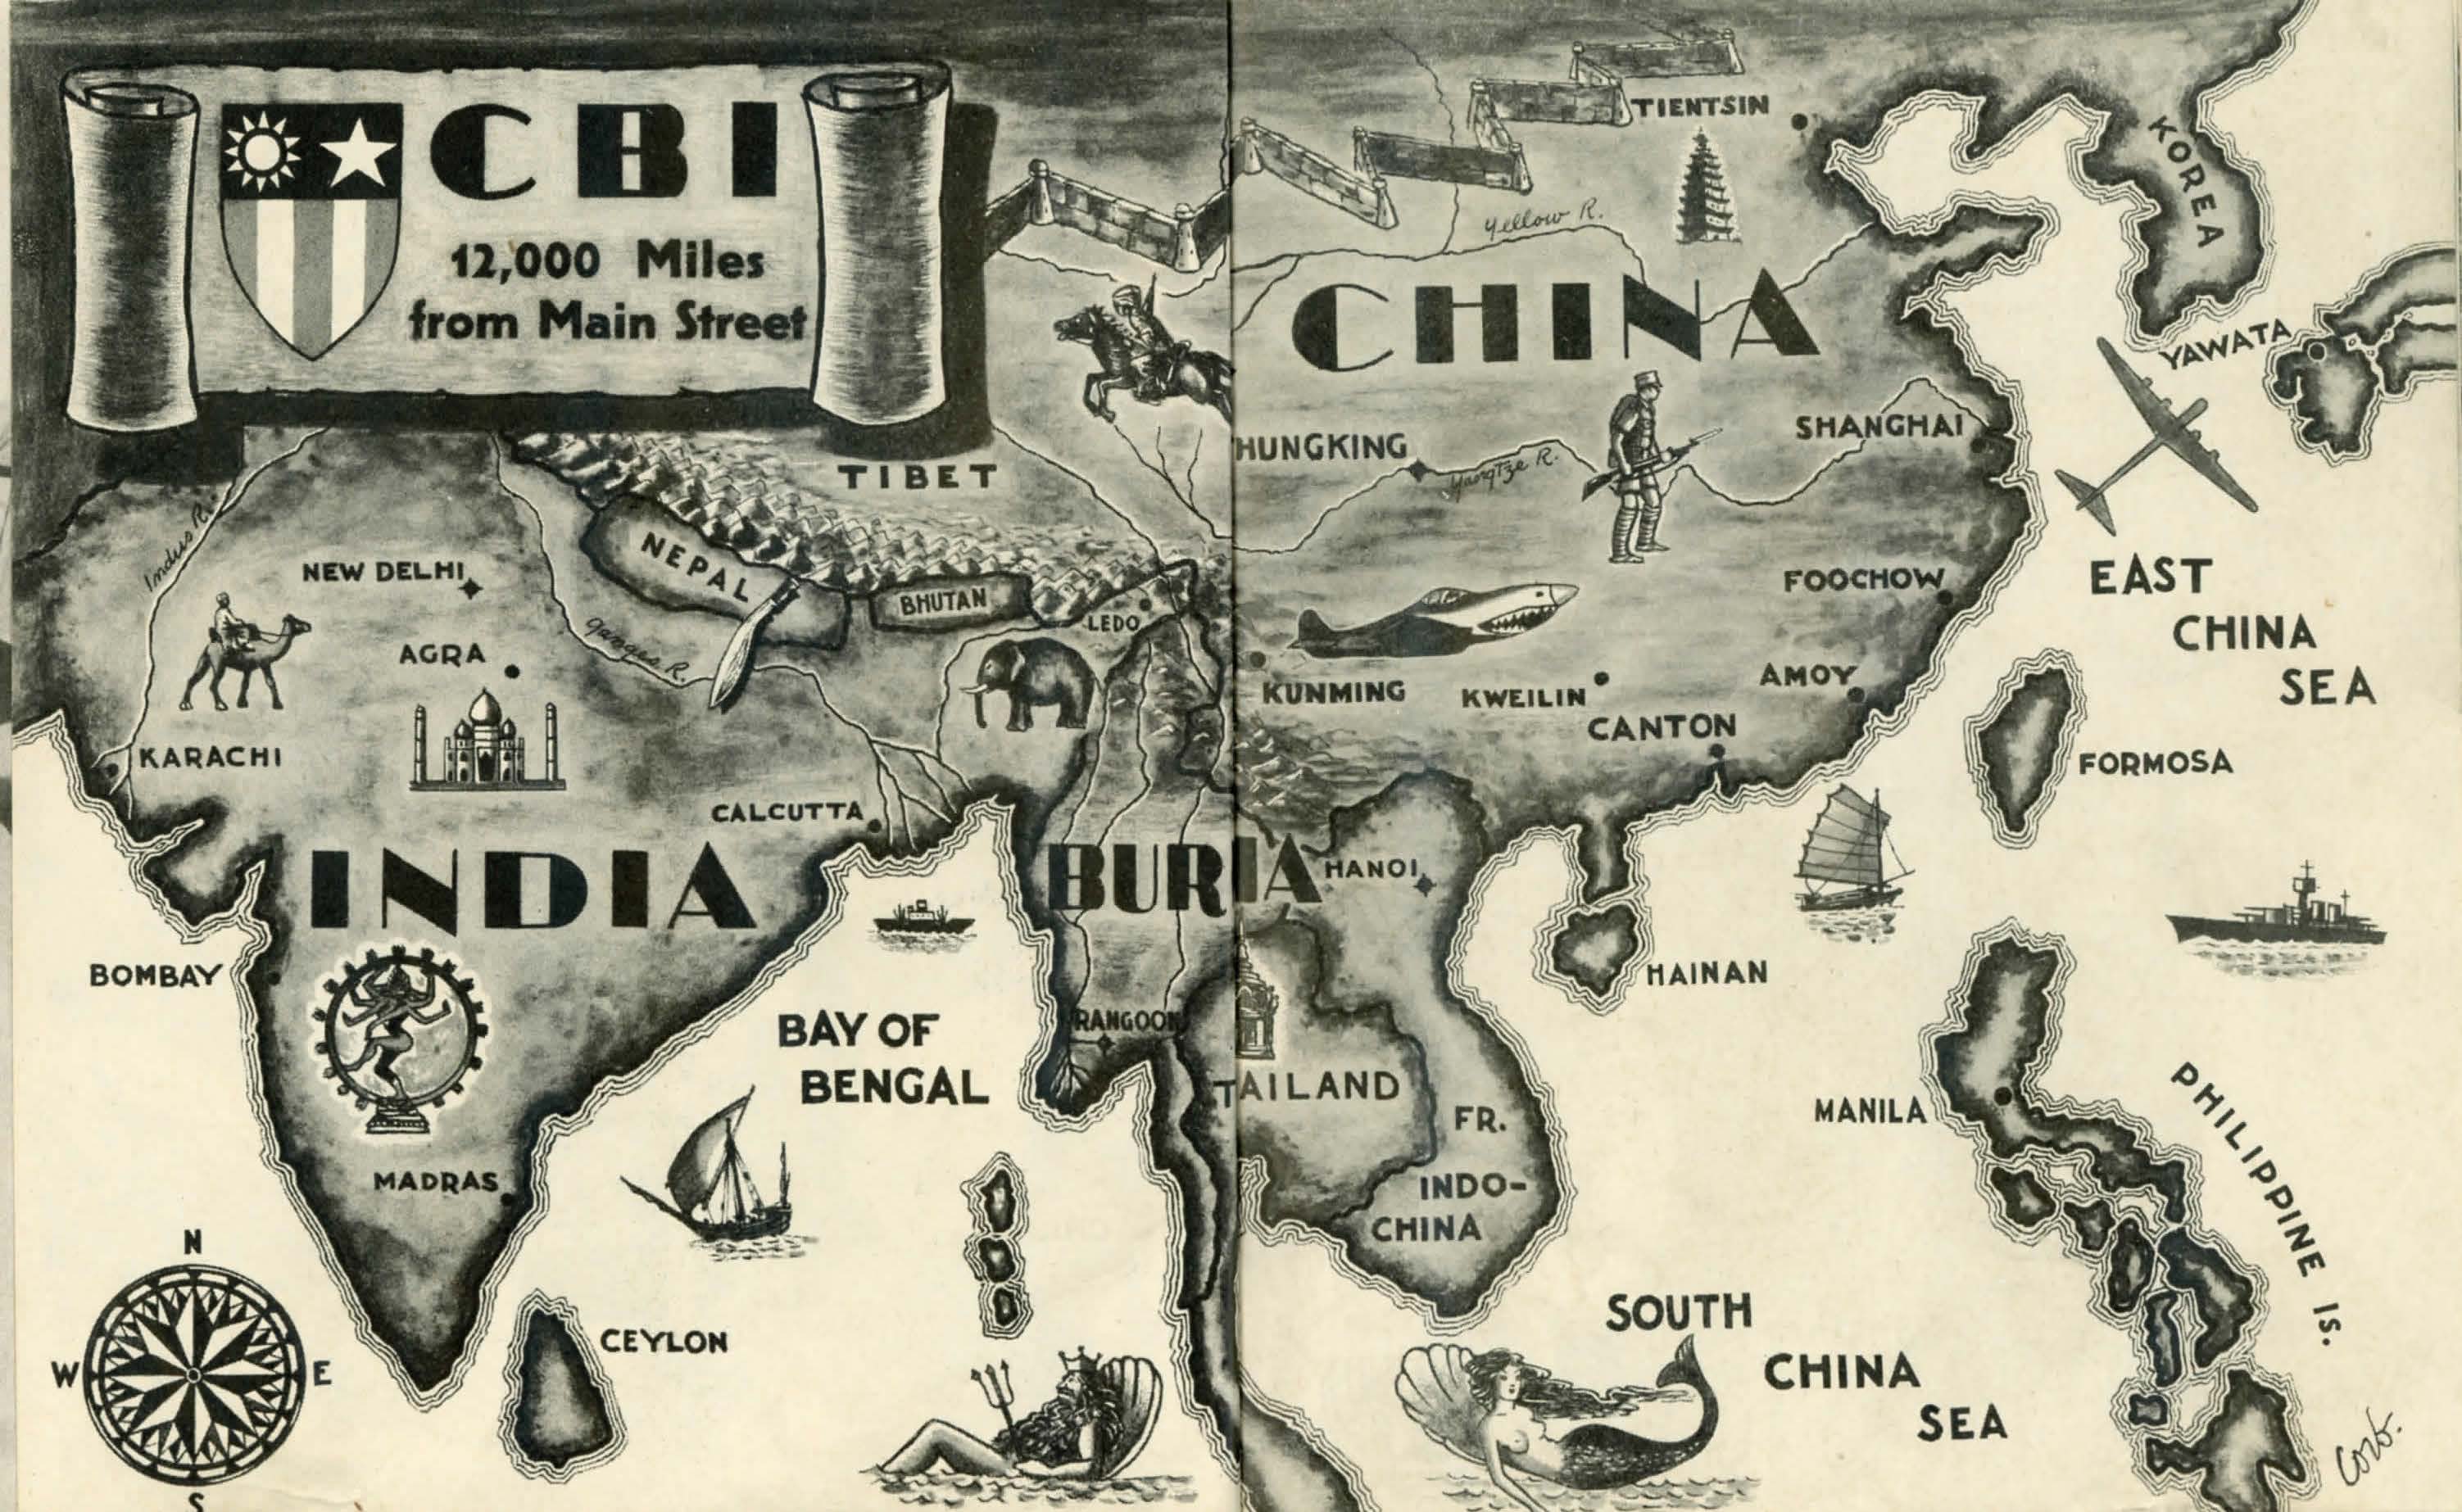 CBI
12,000 Miles
from Main Street
TIENTSIN
KOREA
Yellow R.
CHINA
YAWATA
SHANGHAI
HUNGKING
Yangtze R.
TIBET
Indus R.
NEPAL
NEW DELHI
BHUTAN
LEDO
FOOCHOW
EAST
CHINA
SEA
Ganges R.
AGRA
KUNMING
KWEILIN
AMOY
CANTON
KARACHI
FORMOSA
CALCUTTA
INDIA
BURIA
HANOI
BOMBAY
HAINAN
RANGOON
BAY OF
BENGAL
TAILAND
FR.
INDO-
CHINA
MANILA
PHILIPPINE IS.
MADRAS
N
W
E
S
CEYLON
SOUTH
CHINA
SEA